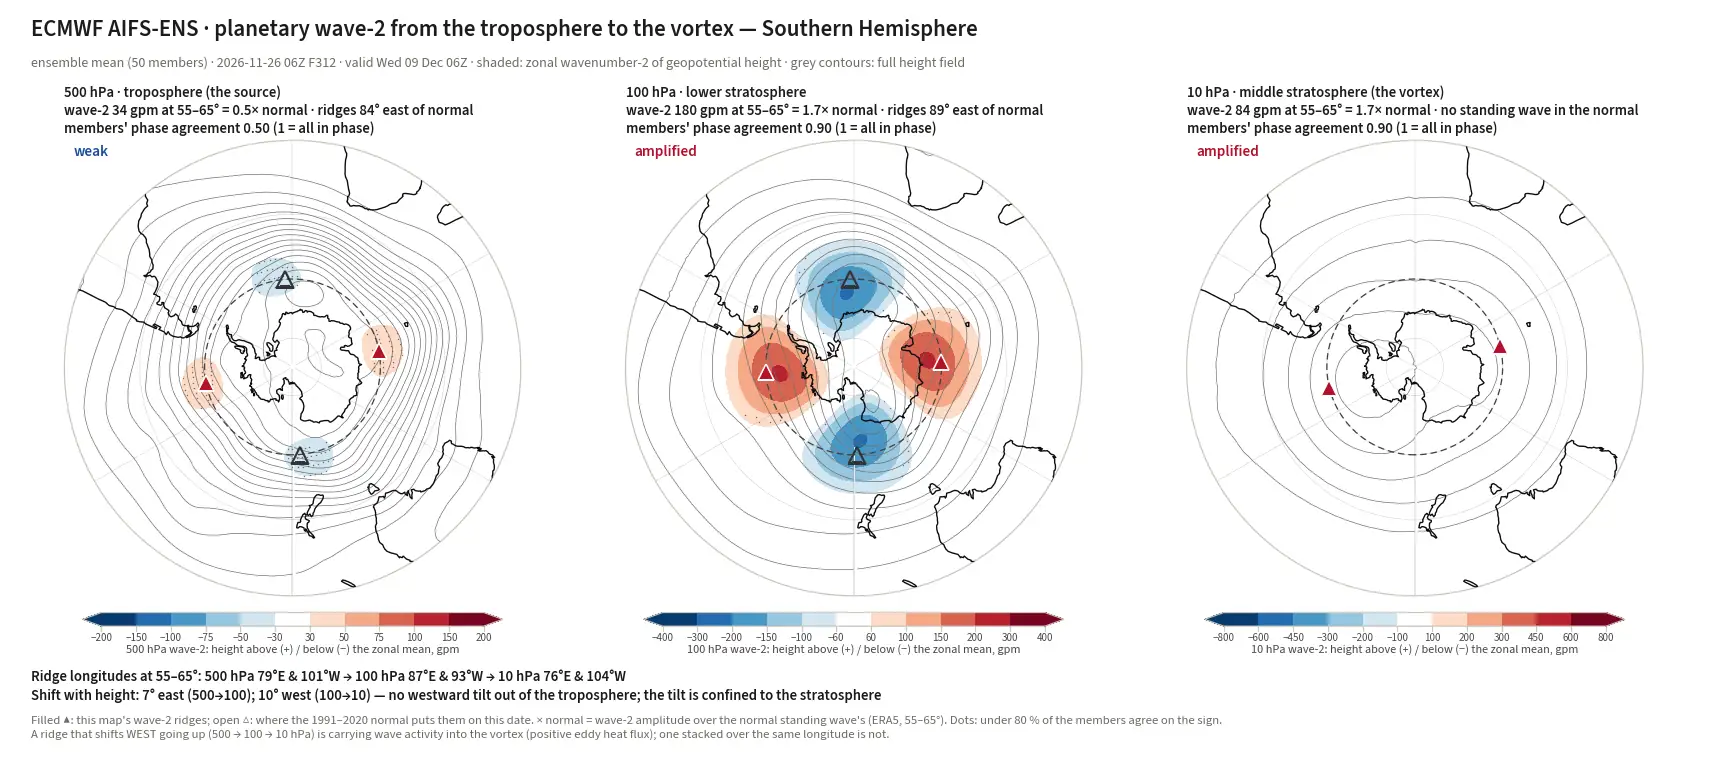 ECMWF AIFS-ENS · planetary wave-2 from the troposphere to the vortex — Southern Hemisphere
ensemble mean (50 members) · 2026-11-26 06Z F312 · valid Wed 09 Dec 06Z · shaded: zonal wavenumber-2 of geopotential height · grey contours: full height field
500 hPa · troposphere (the source)
wave-2 34 gpm at 55–65° = 0.5× normal · ridges 84° east of normal
members' phase agreement 0.50 (1 = all in phase)
weak
100 hPa · lower stratosphere
wave-2 180 gpm at 55–65° = 1.7× normal · ridges 89° east of normal
members' phase agreement 0.90 (1 = all in phase)
amplified
10 hPa · middle stratosphere (the vortex)
wave-2 84 gpm at 55–65° = 1.7× normal · no standing wave in the normal
members' phase agreement 0.90 (1 = all in phase)
amplified
−200 −150 −100 −75 −50 −30 30 50 75 100 150 200
500 hPa wave-2: height above (+) / below (−) the zonal mean, gpm
−400 −300 −200 −150 −100 −60 60 100 150 200 300 400
100 hPa wave-2: height above (+) / below (−) the zonal mean, gpm
−800 −600 −450 −300 −200 −100 100 200 300 450 600 800
10 hPa wave-2: height above (+) / below (−) the zonal mean, gpm
Ridge longitudes at 55–65°: 500 hPa 79°E & 101°W → 100 hPa 87°E & 93°W → 10 hPa 76°E & 104°W
Shift with height: 7° east (500→100); 10° west (100→10) — no westward tilt out of the troposphere; the tilt is confined to the stratosphere
Filled ▲: this map's wave-2 ridges; open △: where the 1991–2020 normal puts them on this date. × normal = wave-2 amplitude over the normal standing wave's (ERA5, 55–65°). Dots: under 80 % of the members agree on the sign.
A ridge that shifts WEST going up (500 → 100 → 10 hPa) is carrying wave activity into the vortex (positive eddy heat flux); one stacked over the same longitude is not.